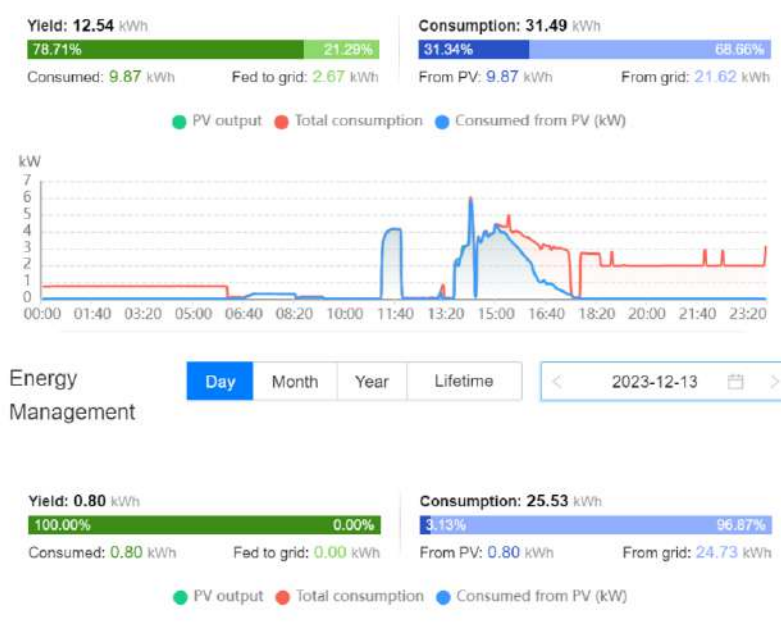 Yield: 12.54 kWh Consumption: 31.49 kWh
78.71% 21.29% 31.34% 68.66%
Consumed: 9.87 kWh Fed to grid: 2.67 kWh From PV: 9.87 kWh From grid: 21.62 kWh
PV output Total consumption Consumed from PV (kW)
kW
7
6
5
4
3
2
1
0
00:00 01:40 03:20 05:00 06:40 08:20 10:00 11:40 13:20 15:00 16:40 18:20 20:00 21:40 23:20
Energy
Management
Day Month Year Lifetime < 2023-12-13 >
Yield: 0.80 kWh Consumption: 25.53 kWh
100.00% 0.00% 3.13% 96.87%
Consumed: 0.80 kWh Fed to grid: 0.00 kWh From PV: 0.80 kWh From grid: 24.73 kWh
PV output Total consumption Consumed from PV (kW)